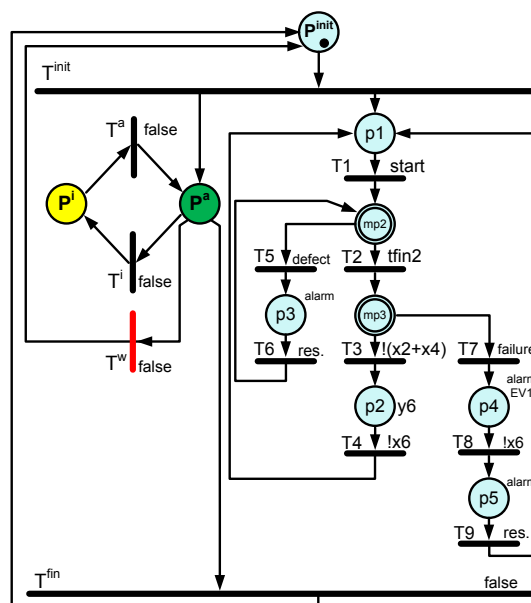 P^init
T^init
T^a false
p1
T1 start
P^i
P^a
mp2
T5 defect
T2 tfin2
T^i false
p3 alarm
mp3
T6 res.
T3 !(x2+x4)
T7 failure
T^w false
p2 y6
p4 alarm
EV1
T4 !x6
T8 !x6
p5 alarm
T9 res.
T^fin false